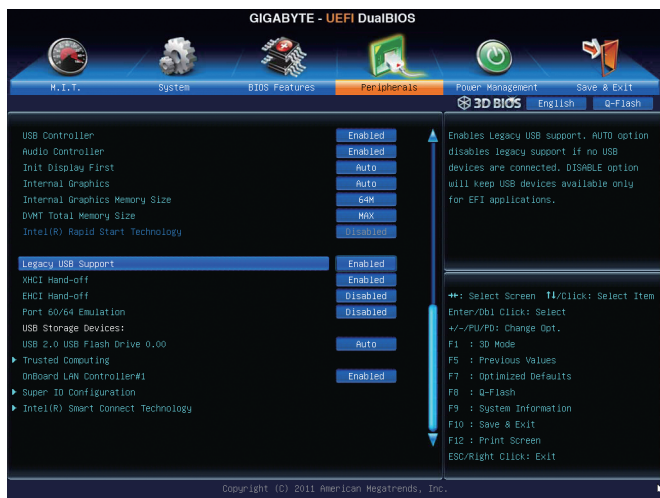 GIGABYTE - UEFI DualBIOS
M.I.T.
System
BIOS Features
Peripherals
Power Management
Save & Exit
3D BIOS
English
Q-Flash
USB Controller Enabled
Audio Controller Enabled
Init Display First Auto
Internal Graphics Auto
Internal Graphics Memory Size 64M
DVMT Total Memory Size MAX
Intel(R) Rapid Start Technology Disabled
Legacy USB Support Enabled
XHCI Hand-off Enabled
EHCI Hand-off Disabled
Port 60/64 Emulation Disabled
USB Storage Devices:
USB 2.0 USB Flash Drive 0.00 Auto
Trusted Computing
OnBoard LAN Controller#1 Enabled
Super IO Configuration
Intel(R) Smart Connect Technology
Enables Legacy USB support. AUTO option
disables legacy support if no USB
devices are connected. DISABLE option
will keep USB devices available only
for EFI applications.
→←: Select Screen ↑↓/Click: Select Item
Enter/Dbl Click: Select
+/-/PU/PD: Change Opt.
F1 : 3D Mode
F5 : Previous Values
F7 : Optimized Defaults
F8 : Q-Flash
F9 : System Information
F10 : Save & Exit
F12 : Print Screen
ESC/Right Click: Exit
Copyright (C) 2011 American Megatrends, Inc.